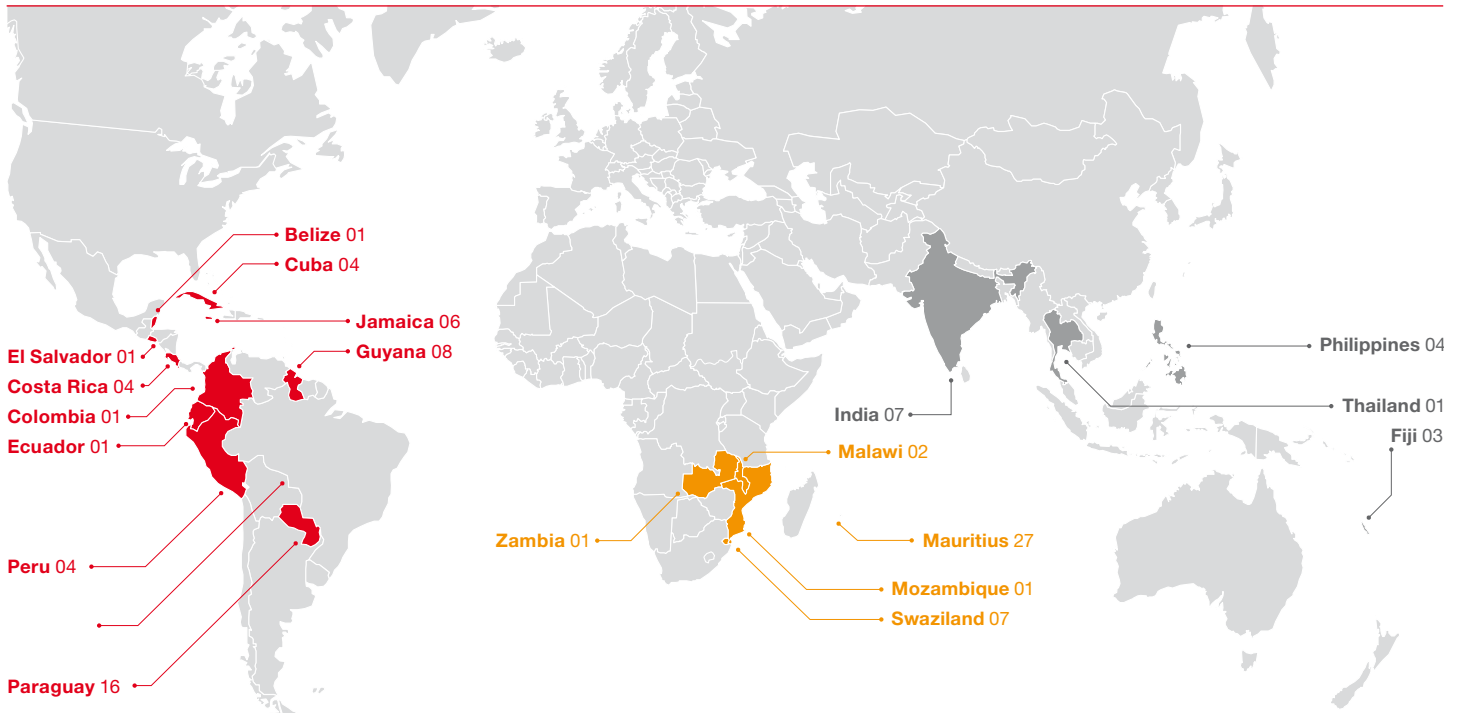 Belize 01
Cuba 04
Jamaica 06
Guyana 08
El Salvador 01
Costa Rica 04
Colombia 01
Ecuador 01
Peru 04
Paraguay 16
Malawi 02
Zambia 01
Mauritius 27
Mozambique 01
Swaziland 07
India 07
Philippines 04
Thailand 01
Fiji 03